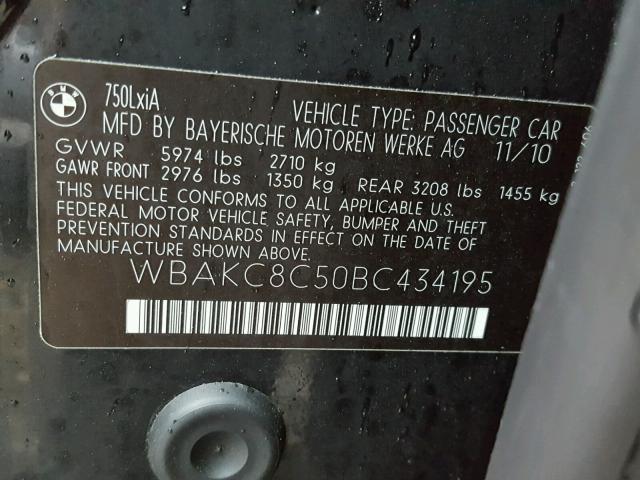 BMW
750LxiA
VEHICLE TYPE: PASSENGER CAR
MFD BY BAYERISCHE MOTOREN WERKE AG 11/10
GVWR 5974 lbs 2710 kg
GAWR FRONT 2976 lbs 1350 kg REAR 3208 lbs 1455 kg
THIS VEHICLE CONFORMS TO ALL APPLICABLE U.S.
FEDERAL MOTOR VEHICLE SAFETY, BUMPER AND THEFT
PREVENTION STANDARDS IN EFFECT ON THE DATE OF
MANUFACTURE SHOWN ABOVE.
WBAKC8C50BC434195